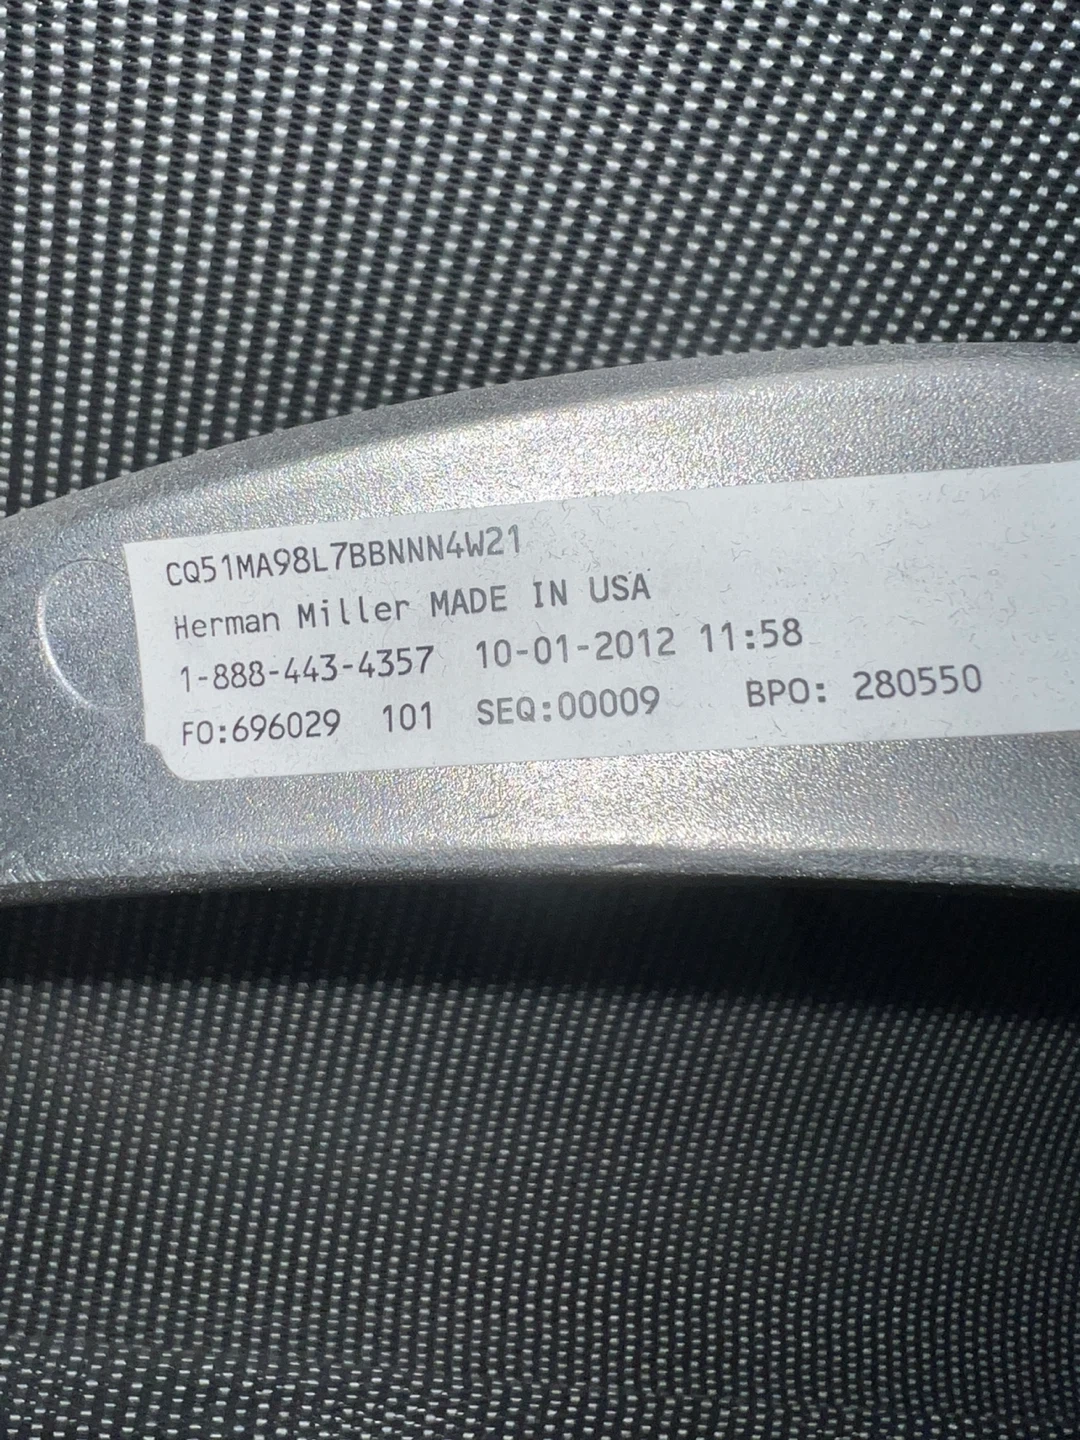 CQ51MA98L7BBNNN4W21
Herman Miller MADE IN USA
1-888-443-4357 10-01-2012 11:58
FO:696029 101 SEQ:00009 BPO: 280550